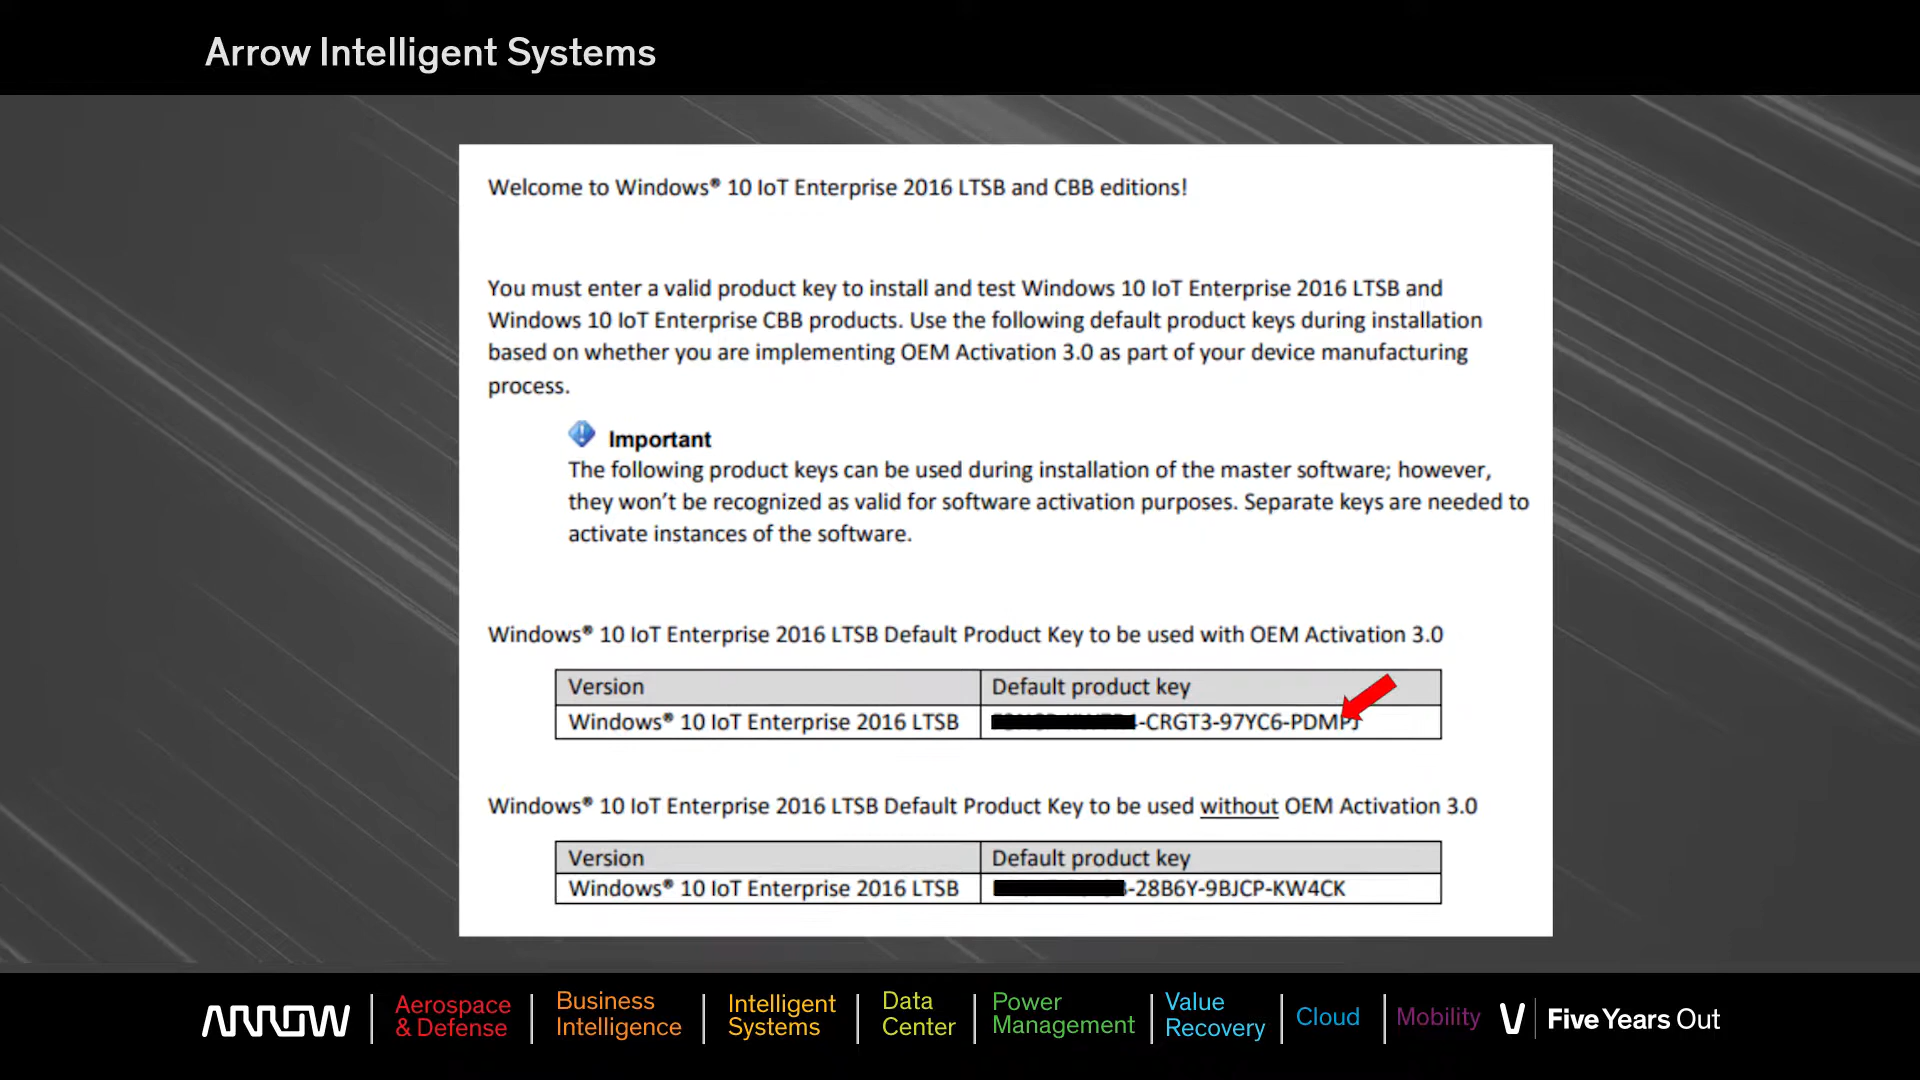 Arrow Intelligent Systems
Welcome to Windows® 10 IoT Enterprise 2016 LTSB and CBB editions!
You must enter a valid product key to install and test Windows 10 IoT Enterprise 2016 LTSB and
Windows 10 IoT Enterprise CBB products. Use the following default product keys during installation
based on whether you are implementing OEM Activation 3.0 as part of your device manufacturing
process.
Important
The following product keys can be used during installation of the master software; however,
they won't be recognized as valid for software activation purposes. Separate keys are needed to
activate instances of the software.
Windows® 10 IoT Enterprise 2016 LTSB Default Product Key to be used with OEM Activation 3.0
Version Default product key
Windows® 10 IoT Enterprise 2016 LTSB -CRGT3-97YC6-PDMPJ
Windows® 10 IoT Enterprise 2016 LTSB Default Product Key to be used without OEM Activation 3.0
Version Default product key
Windows® 10 IoT Enterprise 2016 LTSB -28B6Y-9BJCP-KW4CK
ARROW
Aerospace & Defense
Business Intelligence
Intelligent Systems
Data Center
Power Management
Value Recovery
Cloud
Mobility
Five Years Out